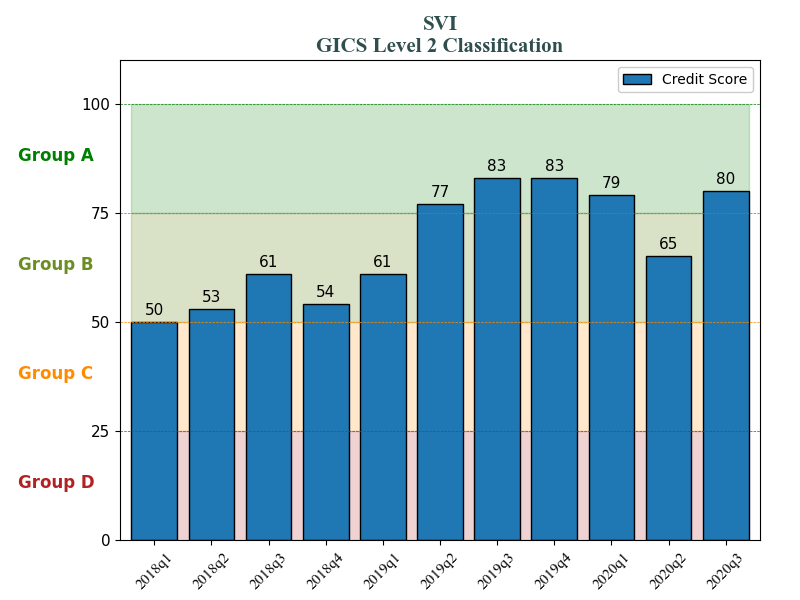 SVI
GICS Level 2 Classification
Credit Score
100
Group A
83
83
80
79
77
75
65
Group B
61
61
54
53
50
50
Group C
25
Group D
0
2018q1 2018q2 2018q3 2018q4 2019q1 2019q2 2019q3 2019q4 2020q1 2020q2 2020q3